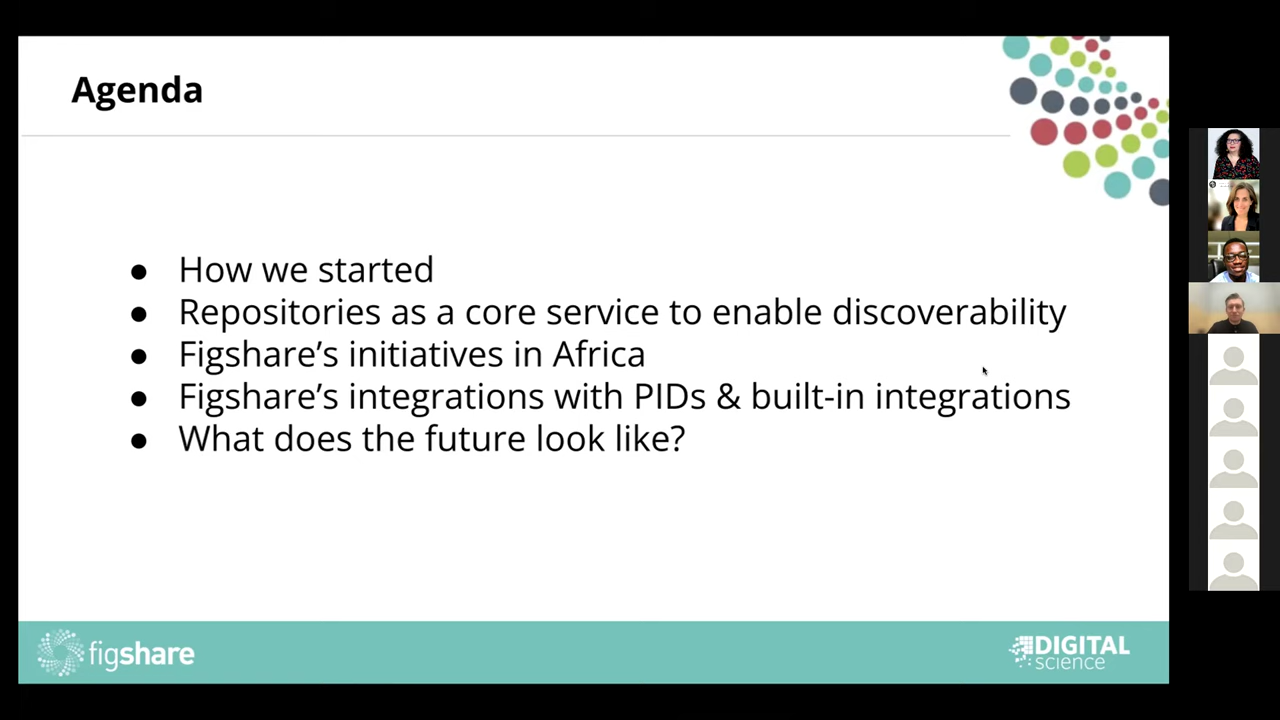 Agenda
● How we started
● Repositories as a core service to enable discoverability
● Figshare’s initiatives in Africa
● Figshare’s integrations with PIDs & built-in integrations
● What does the future look like?
figshare
DIGITAL
science